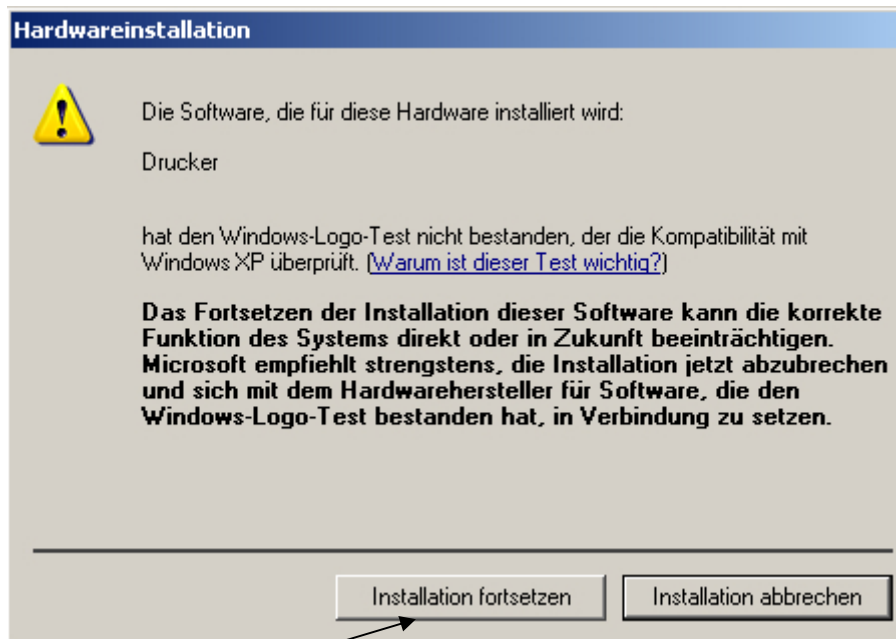 Hardwareinstallation
Die Software, die für diese Hardware installiert wird:
Drucker
hat den Windows-Logo-Test nicht bestanden, der die Kompatibilität mit
Windows XP überprüft. (Warum ist dieser Test wichtig?)
Das Fortsetzen der Installation dieser Software kann die korrekte
Funktion des Systems direkt oder in Zukunft beeinträchtigen.
Microsoft empfiehlt strengstens, die Installation jetzt abzubrechen
und sich mit dem Hardwarehersteller für Software, die den
Windows-Logo-Test bestanden hat, in Verbindung zu setzen.
Installation fortsetzen
Installation abbrechen